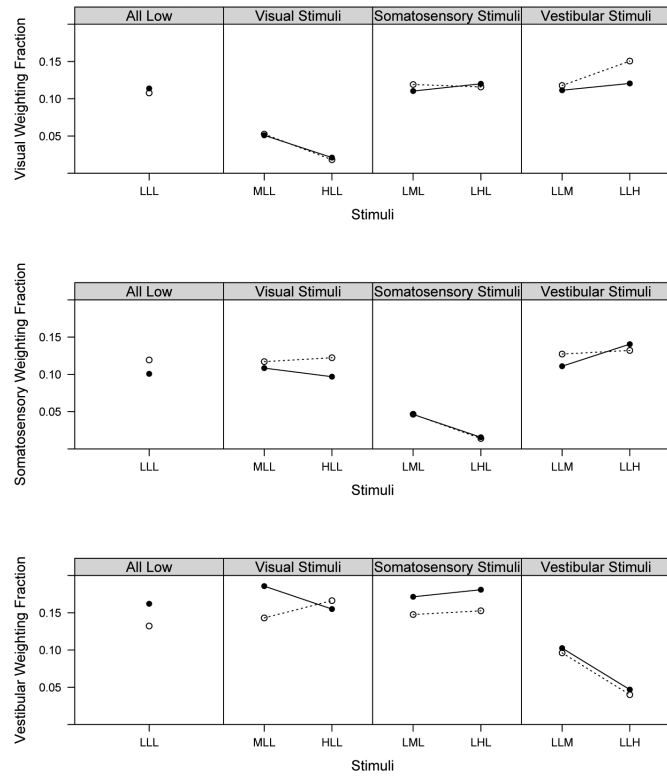 All Low Visual Stimuli Somatosensory Stimuli Vestibular Stimuli
Visual Weighting Fraction
0.15
0.10
0.05
LLL MLL HLL LML LHL LLM LLH
Stimuli
All Low Visual Stimuli Somatosensory Stimuli Vestibular Stimuli
Somatosensory Weighting Fraction
0.15
0.10
0.05
LLL MLL HLL LML LHL LLM LLH
Stimuli
All Low Visual Stimuli Somatosensory Stimuli Vestibular Stimuli
Vestibular Weighting Fraction
0.15
0.10
0.05
LLL MLL HLL LML LHL LLM LLH
Stimuli